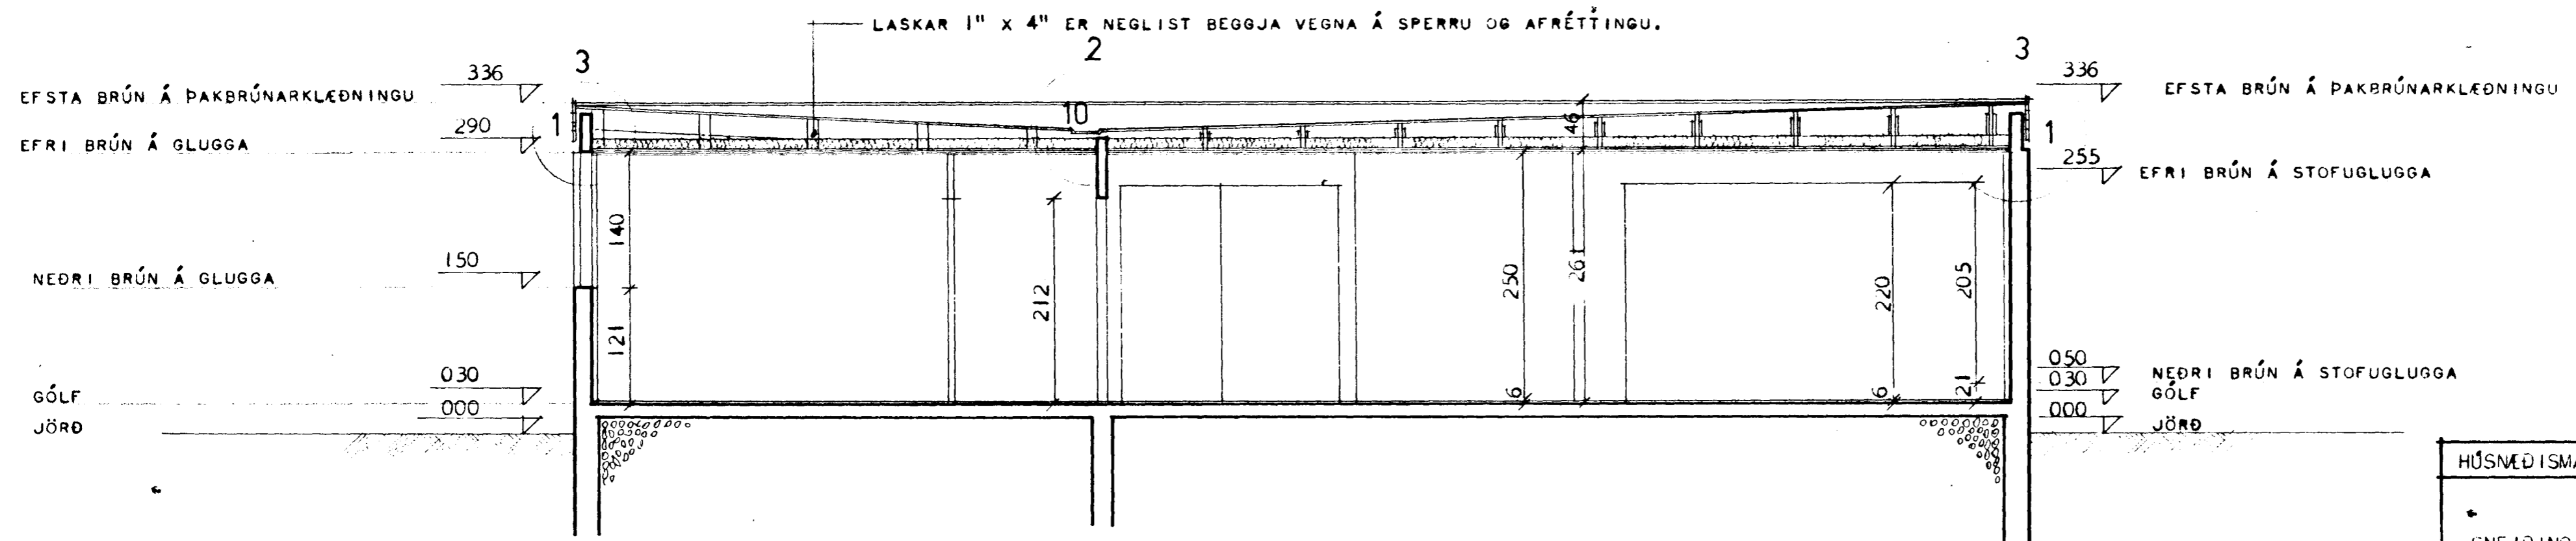 LASKAR 1" X 4" ER NEGLIST BEGGJA VEGNA Á SPERRU OG AFRÉTTINGU.
3
2
3
336
EFSTA BRÚN Á ÞAKBRÚNARKLÆÐNINGU
336
EFSTA BRÚN Á ÞAKBRÚNARKLÆÐNINGU
1
10
46
1
290
EFRI BRÚN Á GLUGGA
255
EFRI BRÚN Á STOFUGLUGGA
140
150
NEÐRI BRÚN Á GLUGGA
121
212
250
261
220
205
6
6
21
030
GÓLF
000
JÖRÐ
050
NEÐRI BRÚN Á STOFUGLUGGA
030
GÓLF
000
JÖRÐ